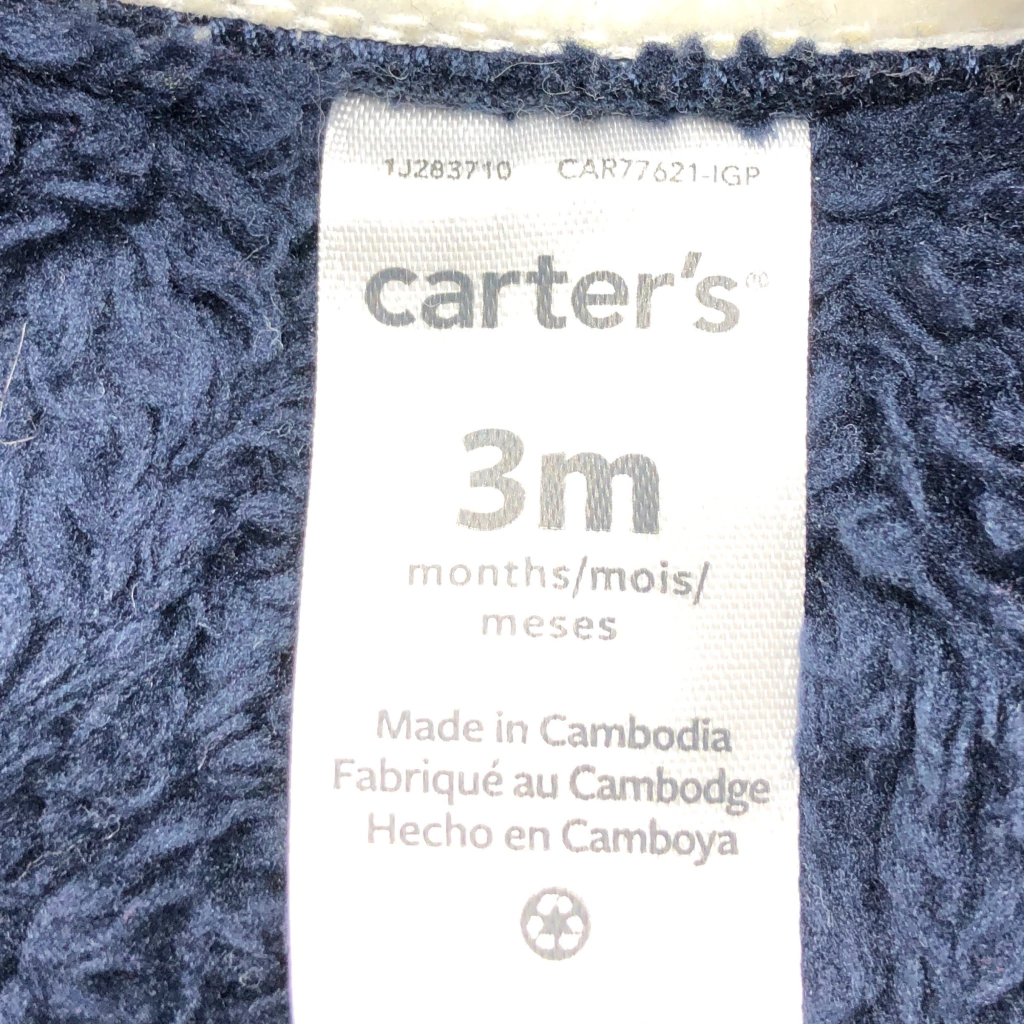 1J283710 CAR77621-IGP
carter's®
3m
months/mois/
meses
Made in Cambodia
Fabriqué au Cambodge
Hecho en Camboya